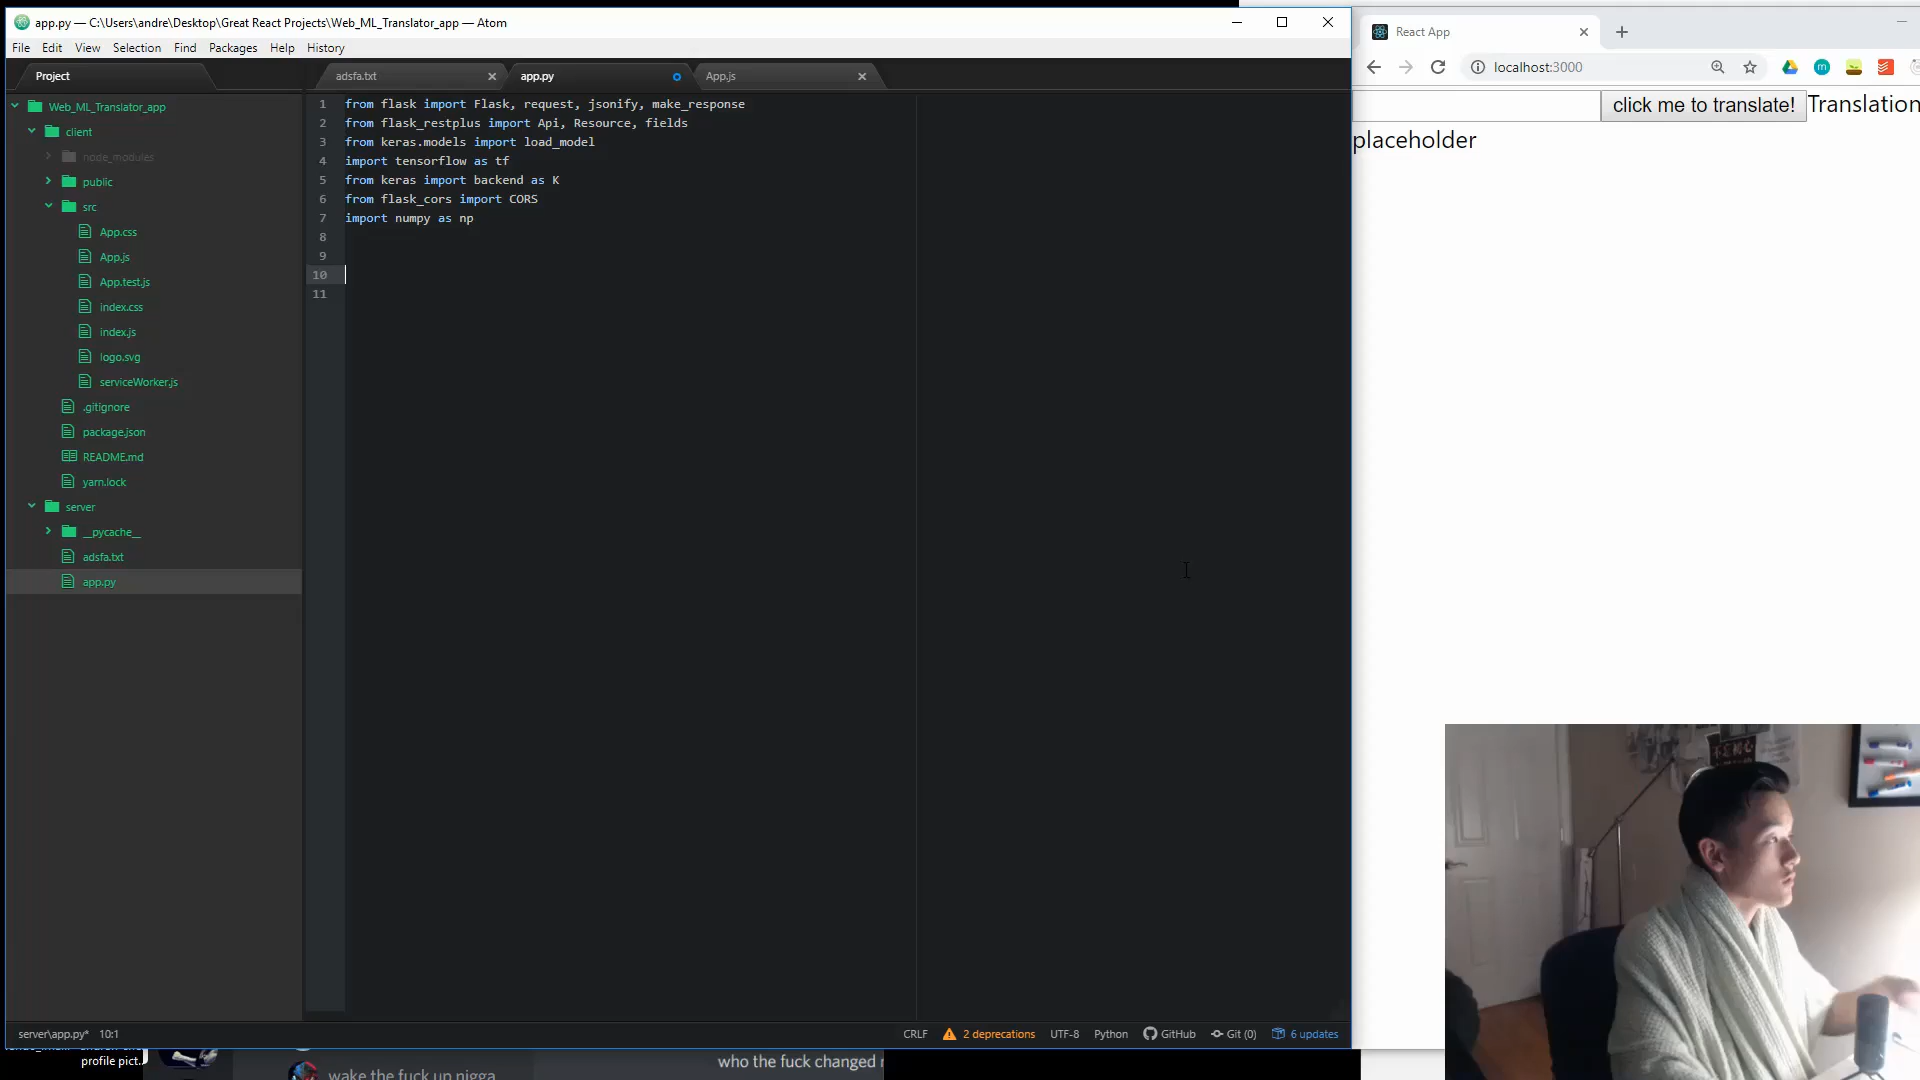 app.py — C:\Users\andre\Desktop\Great React Projects\Web_ML_Translator_app — Atom
File Edit View Selection Find Packages Help History
Project
adsfa.txt
app.py
App.js
Web_ML_Translator_app
client
node_modules
public
src
App.css
App.js
App.test.js
index.css
index.js
logo.svg
serviceWorker.js
.gitignore
package.json
README.md
yarn.lock
server
__pycache__
adsfa.txt
app.py
1 from flask import Flask, request, jsonify, make_response
2 from flask_restplus import Api, Resource, fields
3 from keras.models import load_model
4 import tensorflow as tf
5 from keras import backend as K
6 from flask_cors import CORS
7 import numpy as np
8
9
10
11
server\app.py* 10:1
CRLF 2 deprecations UTF-8 Python GitHub Git (0) 6 updates
React App
localhost:3000
click me to translate! Translation
placeholder
不忘初心
profile pict...
wake the fuck up nigga
who the fuck changed